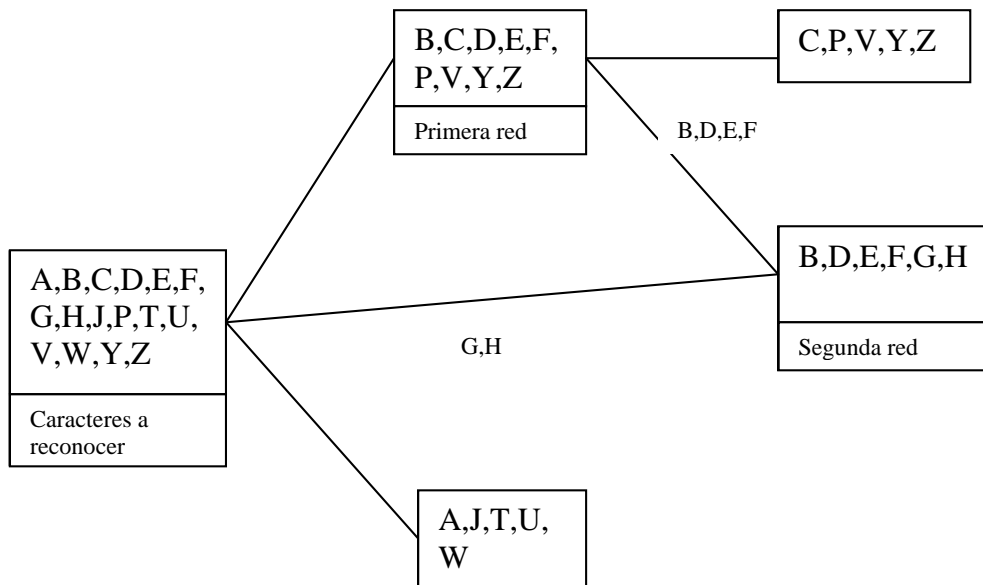 B,C,D,E,F,
P,V,Y,Z
Primera red
C,P,V,Y,Z
B,D,E,F
A,B,C,D,E,F,
G,H,J,P,T,U,
V,W,Y,Z
Caracteres a
reconocer
B,D,E,F,G,H
Segunda red
G,H
A,J,T,U,
W